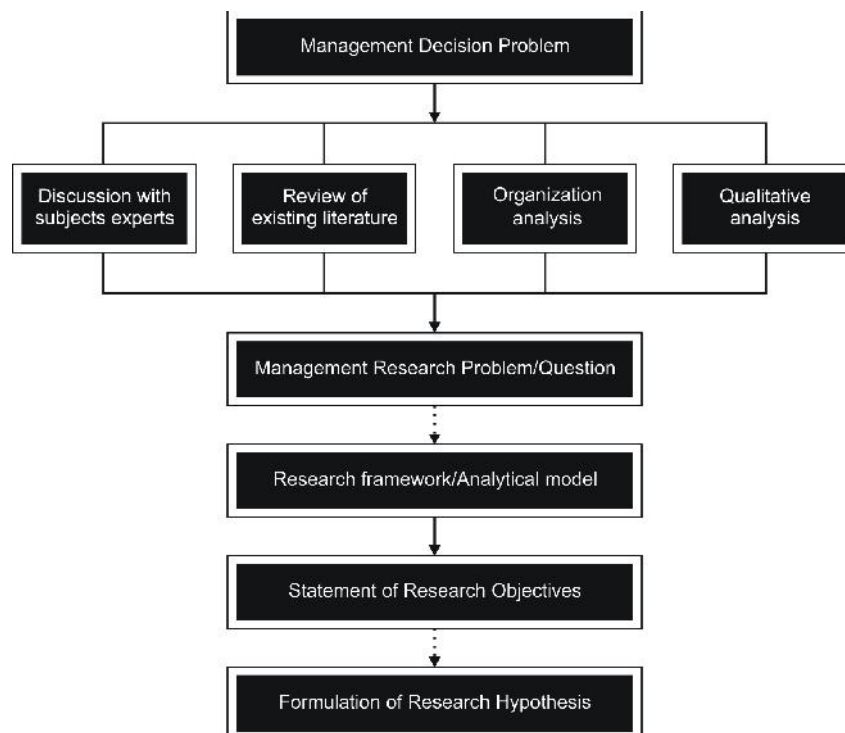 Management Decision Problem
Discussion with
subjects experts
Review of
existing literature
Organization
analysis
Qualitative
analysis
Management Research Problem/Question
Research framework/Analytical model
Statement of Research Objectives
Formulation of Research Hypothesis